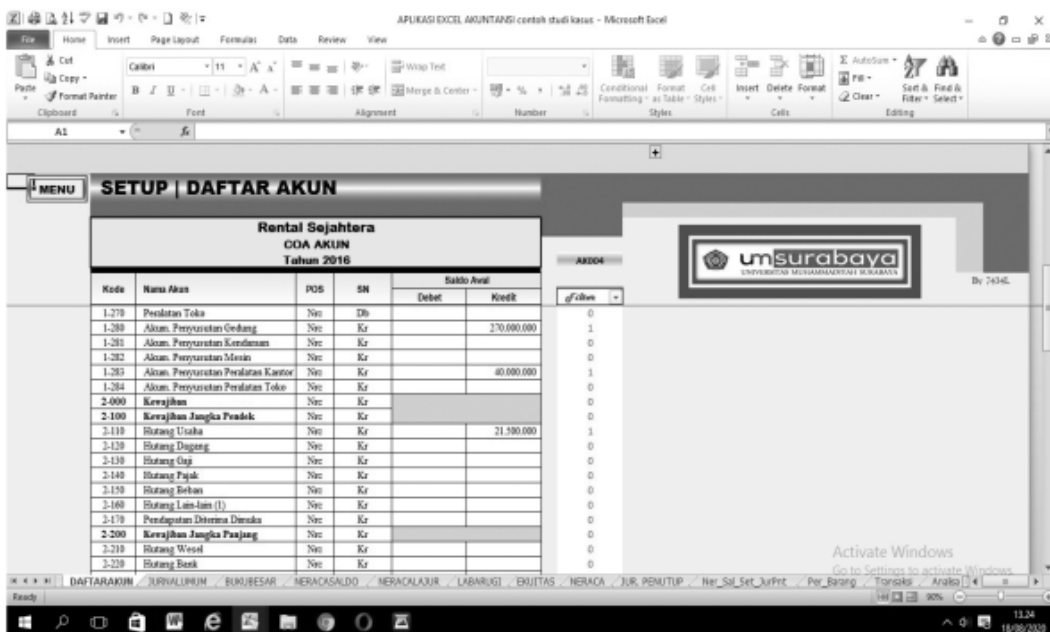 APLIKASI EXCEL AKUNTANSI contoh studi kasus - Microsoft Excel
File Home Insert Page Layout Formulas Data Review View
Cut
Copy
Format Painter
Paste
Calibri 11
Wrap Text
Merge & Center
Conditional Formatting Format as Table Cell Styles
Insert Delete Format
AutoSum
Fill
Clear
Sort & Filter Find & Select
Clipboard Font Alignment Number Styles Cells Editing
A1 fx
MENU SETUP | DAFTAR AKUN
Rental Sejahtera
COA AKUN
Tahun 2016
AK004
umsurabaya
UNIVERSITAS MUHAMMADIYAH SURABAYA
Kode Nama Akun POS SN Saldo Awal
Debet Kredit Filter
1-270 Peralatan Toko Nrc Db 0
1-280 Akum. Penyusutan Gedung Nrc Kr 270.000.000 1
1-281 Akum. Penyusutan Kendaraan Nrc Kr 0
1-282 Akum. Penyusutan Mesin Nrc Kr 0
1-283 Akum. Penyusutan Peralatan Kantor Nrc Kr 40.000.000 1
1-284 Akum. Penyusutan Peralatan Toko Nrc Kr 0
2-000 Kewajiban Nrc Kr 0
2-100 Kewajiban Jangka Pendek Nrc Kr 0
2-110 Hutang Usaha Nrc Kr 21.500.000 1
2-120 Hutang Dagang Nrc Kr 0
2-130 Hutang Gaji Nrc Kr 0
2-140 Hutang Pajak Nrc Kr 0
2-150 Hutang Beban Nrc Kr 0
2-160 Hutang Lain-lain (1) Nrc Kr 0
2-170 Pendapatan Diterima Dimuka Nrc Kr 0
2-200 Kewajiban Jangka Panjang Nrc Kr 0
2-210 Hutang Wesel Nrc Kr 0
2-220 Hutang Bank Nrc Kr 0
Activate Windows
Go to Settings to activate Windows.
DAFTARAKUN JURNALUMUM BUKUBESAR NERACASALDO NERACALAJUR LABARUGI EKUITAS NERACA JUR. PENUTUP Ner_Sal_Set_JurPnt Per_Barang Transaksi Analisa
Ready 90%
13.24
18/08/2020